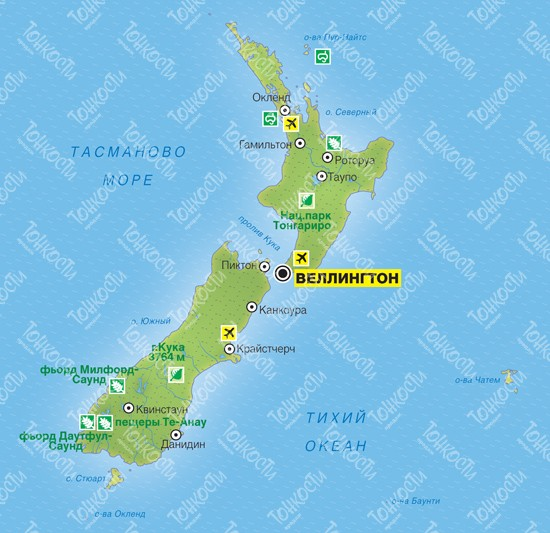 о-ва Пур-Найтс
Окленд
о. Северный
Гамильтон
ТАСМАНОВО
МОРЕ
Роторуа
Таупо
Нац.парк
Тонгариро
пролив Кука
Пиктон
ВЕЛЛИНГТОН
Каикоура
о. Южный
г.Кука
3764 м
Крайстчерч
фьорд Милфорд-
Саунд
о-ва Чатем
Квинстаун
ТИХИЙ
ОКЕАН
пещеры Те-Анау
фьорд Даутфул-
Саунд
Данидин
о. Стюарт
о-ва Окленд
о-ва Баунти
Тонкости